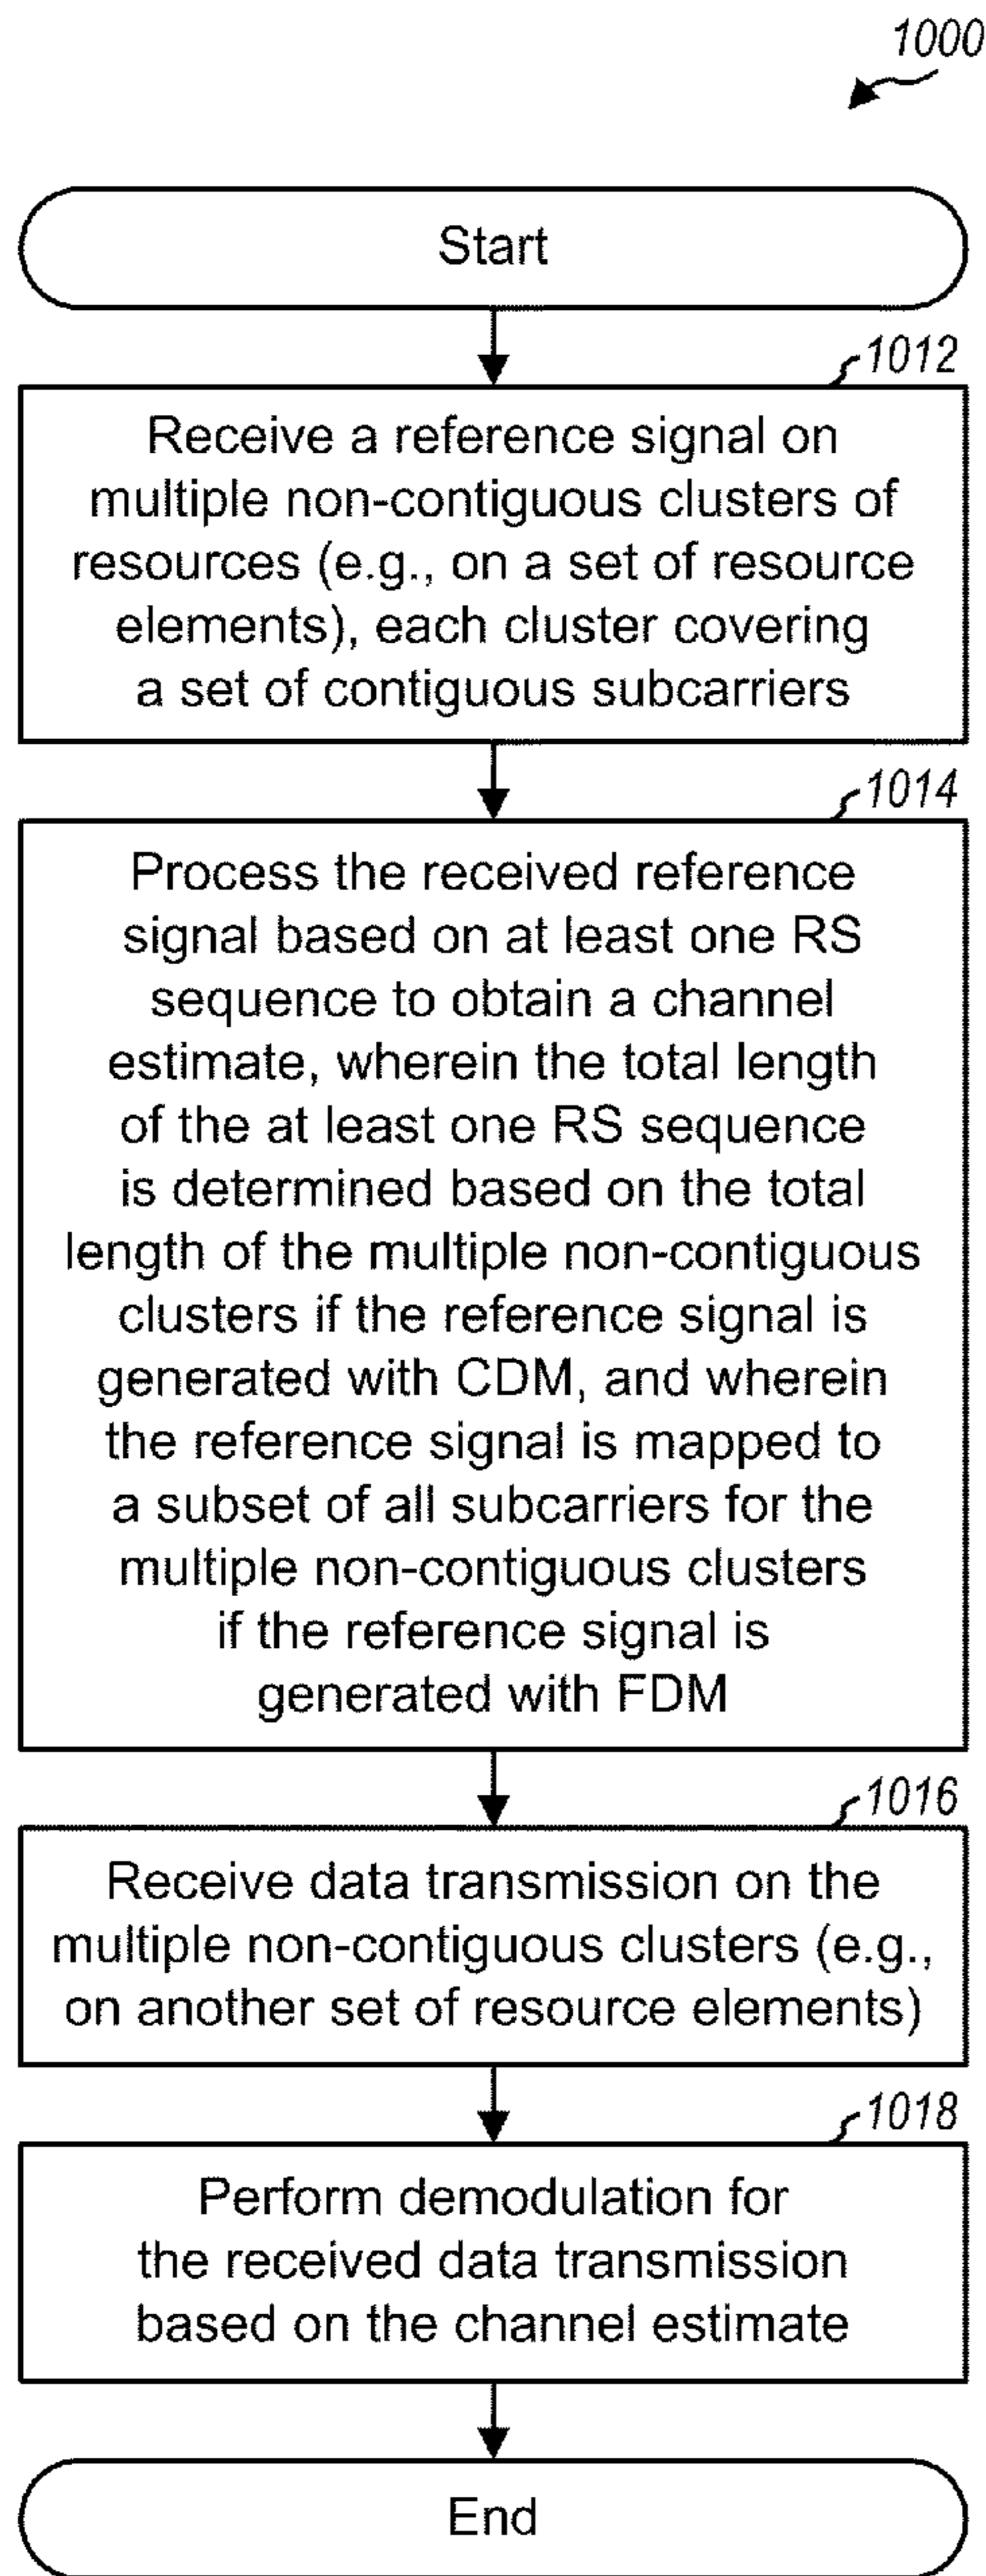 1000
Start
1012
Receive a reference signal on
multiple non-contiguous clusters of
resources (e.g., on a set of resource
elements), each cluster covering
a set of contiguous subcarriers
1014
Process the received reference
signal based on at least one RS
sequence to obtain a channel
estimate, wherein the total length
of the at least one RS sequence
is determined based on the total
length of the multiple non-contiguous
clusters if the reference signal is
generated with CDM, and wherein
the reference signal is mapped to
a subset of all subcarriers for the
multiple non-contiguous clusters
if the reference signal is
generated with FDM
1016
Receive data transmission on the
multiple non-contiguous clusters (e.g.,
on another set of resource elements)
1018
Perform demodulation for
the received data transmission
based on the channel estimate
End